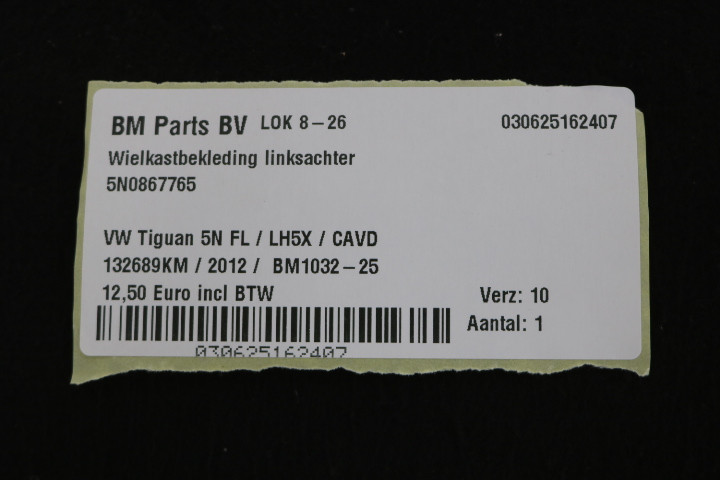 BM Parts BV LOK 8-26 030625162407
Wielkastbekleding linksachter
5N0867765
VW Tiguan 5N FL / LH5X / CAVD
132689KM / 2012 / BM1032-25
12,50 Euro incl BTW Verz: 10
Aantal: 1
030625162407